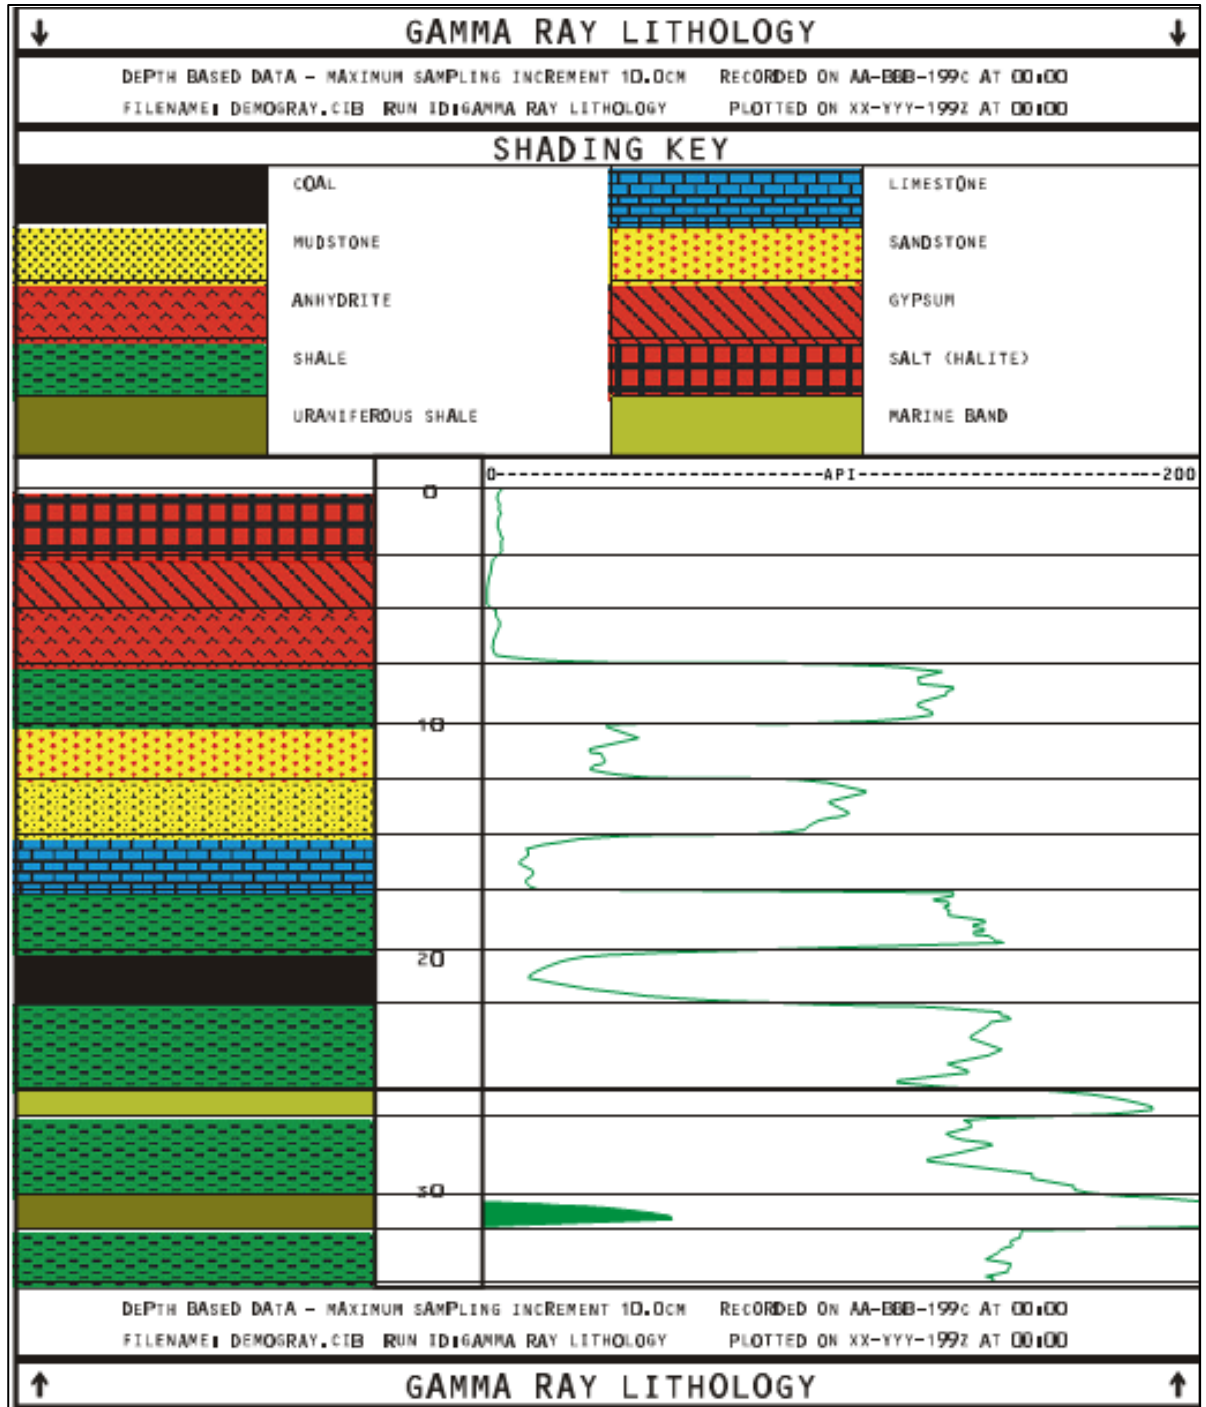 GAMMA RAY LITHOLOGY
DEPTH BASED DATA - MAXIMUM SAMPLING INCREMENT 10.0CM RECORDED ON AA-BBB-199C AT 00:00
FILENAME: DEMOGRAY.CIB RUN ID:GAMMA RAY LITHOLOGY PLOTTED ON XX-YYY-199Z AT 00:00
SHADING KEY
COAL LIMESTONE
MUDSTONE SANDSTONE
ANHYDRITE GYPSUM
SHALE SALT (HALITE)
URANIFEROUS SHALE MARINE BAND
0 API 200
0
10
20
30
DEPTH BASED DATA - MAXIMUM SAMPLING INCREMENT 10.0CM RECORDED ON AA-BBB-199C AT 00:00
FILENAME: DEMOGRAY.CIB RUN ID:GAMMA RAY LITHOLOGY PLOTTED ON XX-YYY-199Z AT 00:00
GAMMA RAY LITHOLOGY